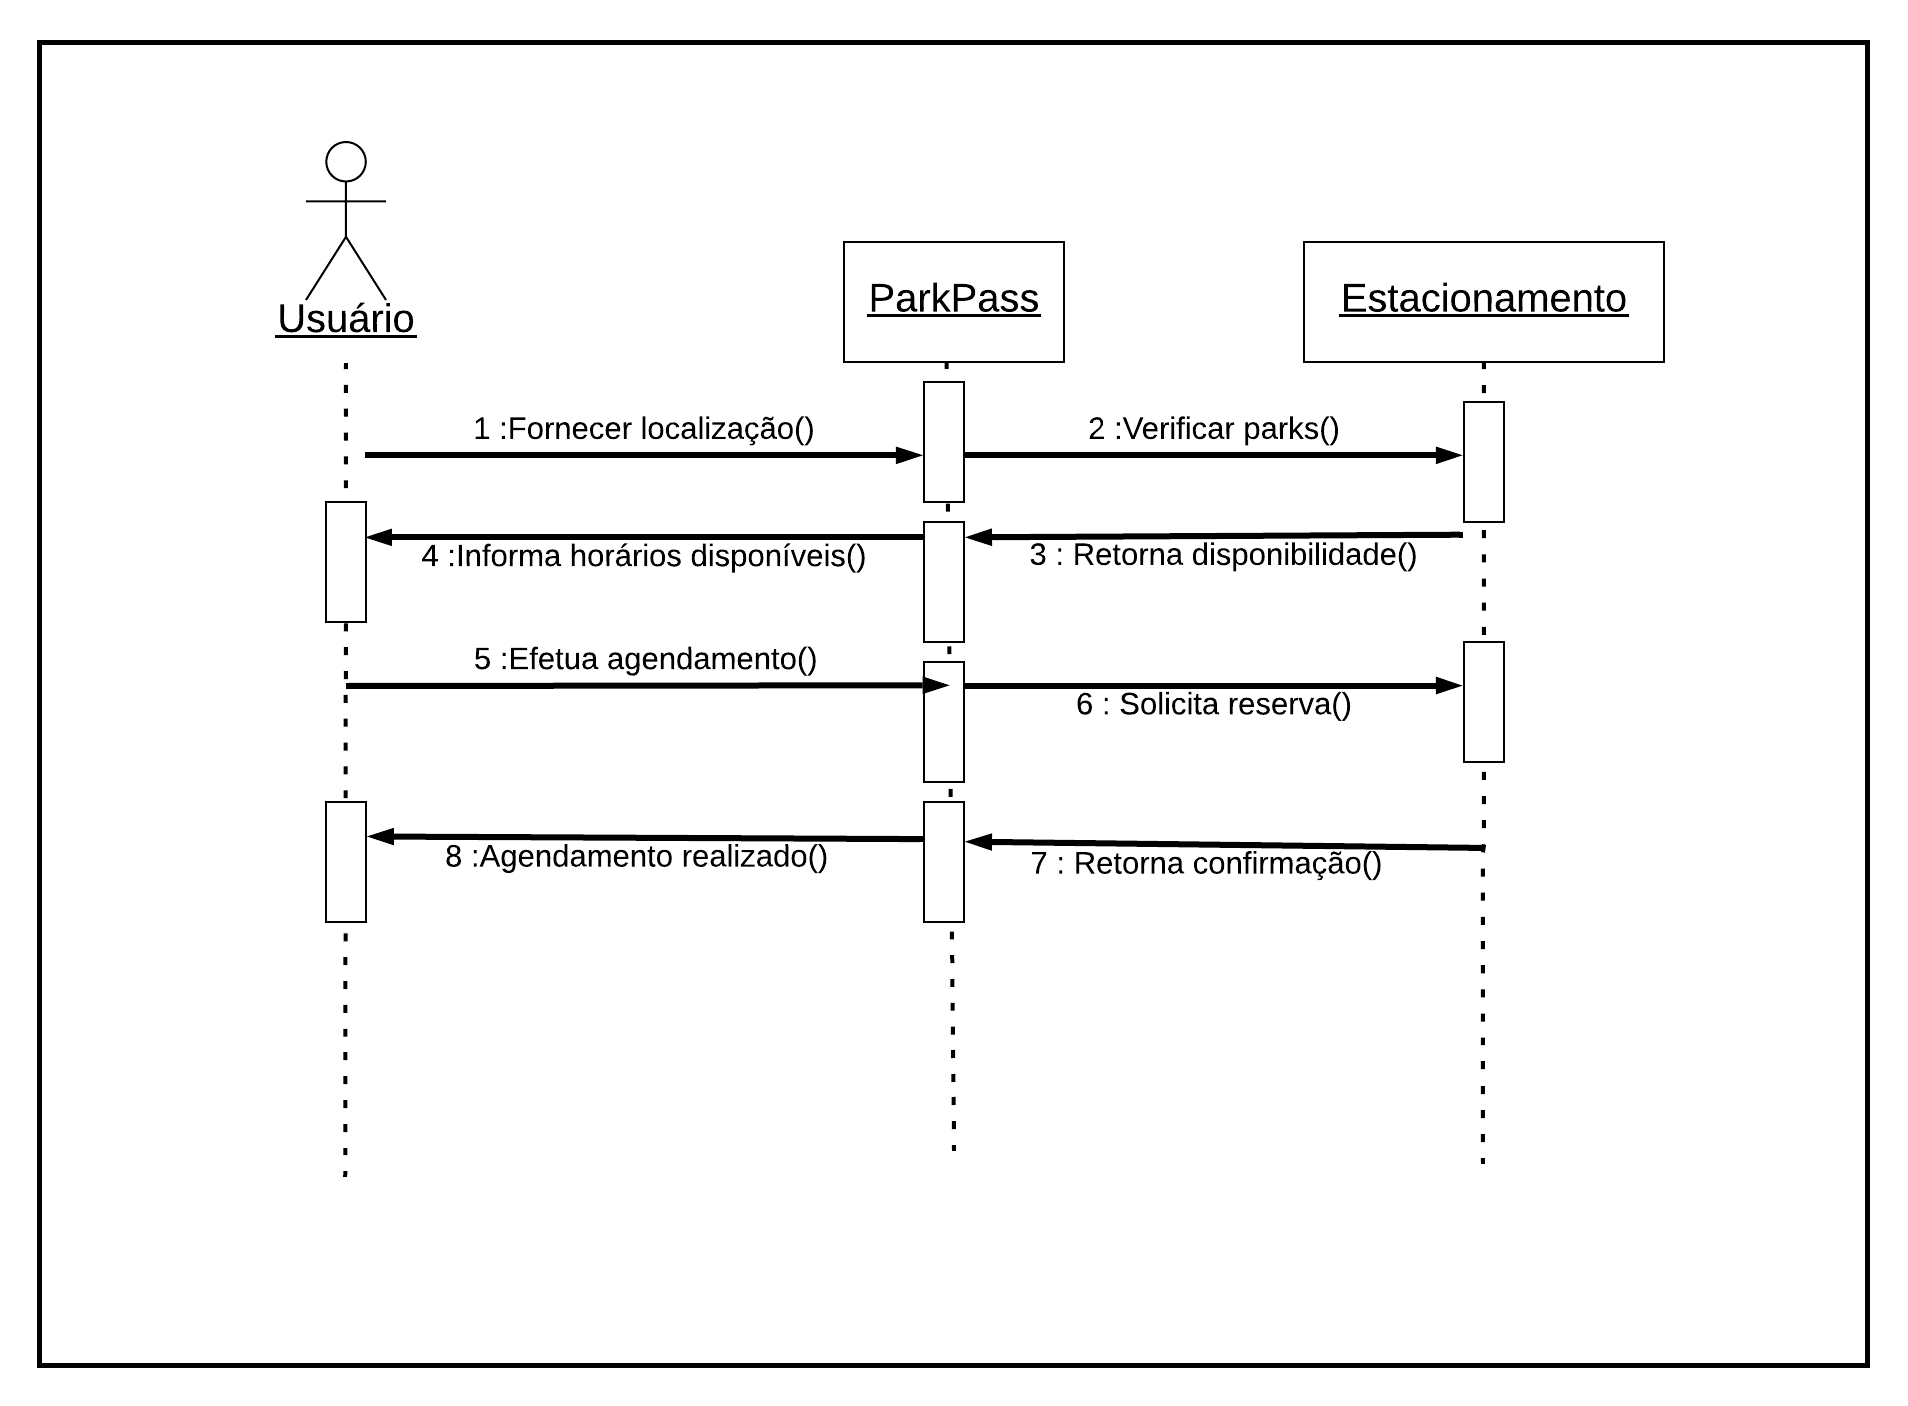 Usuário
ParkPass
Estacionamento
1 :Fornecer localização()
2 :Verificar parks()
4 :Informa horários disponíveis()
3 : Retorna disponibilidade()
5 :Efetua agendamento()
6 : Solicita reserva()
8 :Agendamento realizado()
7 : Retorna confirmação()